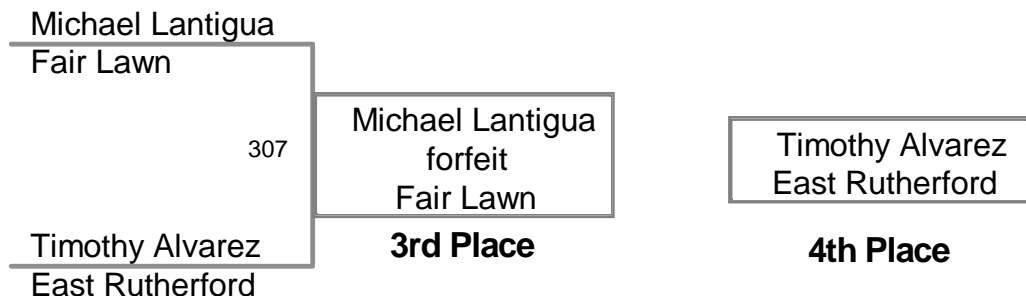 Michael Lantigua
Fair Lawn
307
Michael Lantigua
forfeit
Fair Lawn
3rd Place
Timothy Alvarez
East Rutherford
4th Place
Timothy Alvarez
East Rutherford